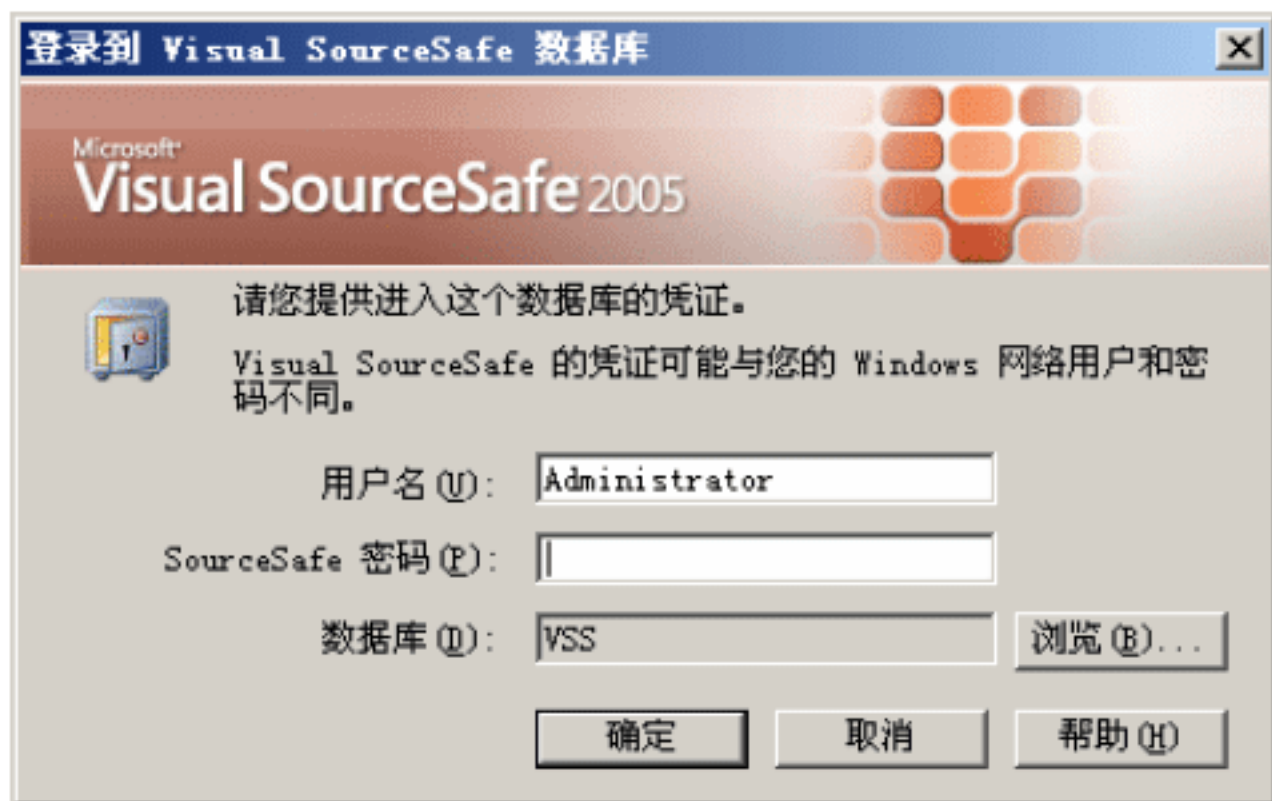 登录到 Visual SourceSafe 数据库
Microsoft
Visual SourceSafe 2005
请您提供进入这个数据库的凭证。
Visual SourceSafe 的凭证可能与您的 Windows 网络用户和密
码不同。
用户名(U): Administrator
SourceSafe 密码(P):
数据库(D): VSS 浏览(B)...
确定 取消 帮助(H)